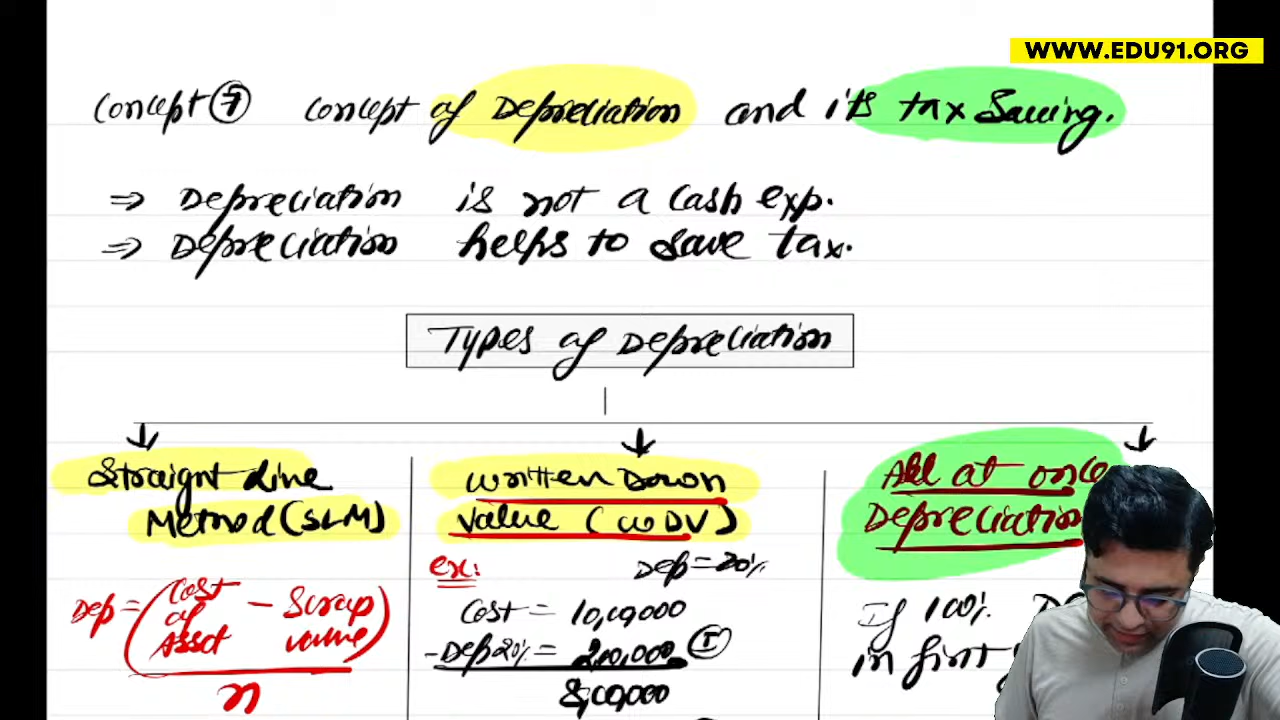 WWW.EDU91.ORG
Concept ⑦ Concept of Depreciation and its tax Saving.
⇒ Depreciation is not a cash exp.
⇒ Depreciation helps to save tax.
Types of Depreciation
Straight Line
Method (SLM)
Dep = (Cost of Asset − Scrap value)
n
Written Down
Value (WDV)
ex: Dep = 20%
Cost = 10,00,000
- Dep 20% = 2,00,000 Ⓘ
8,00,000
All at once
Depreciation
If 100%
in first